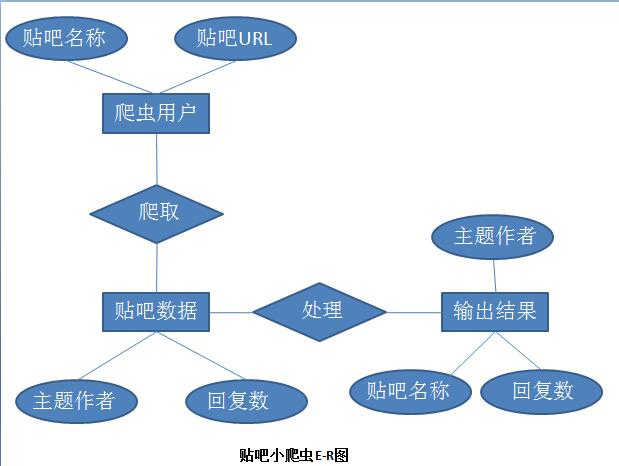 贴吧名称
贴吧URL
爬虫用户
爬取
主题作者
贴吧数据
处理
输出结果
主题作者
回复数
贴吧名称
回复数
贴吧小爬虫E-R图